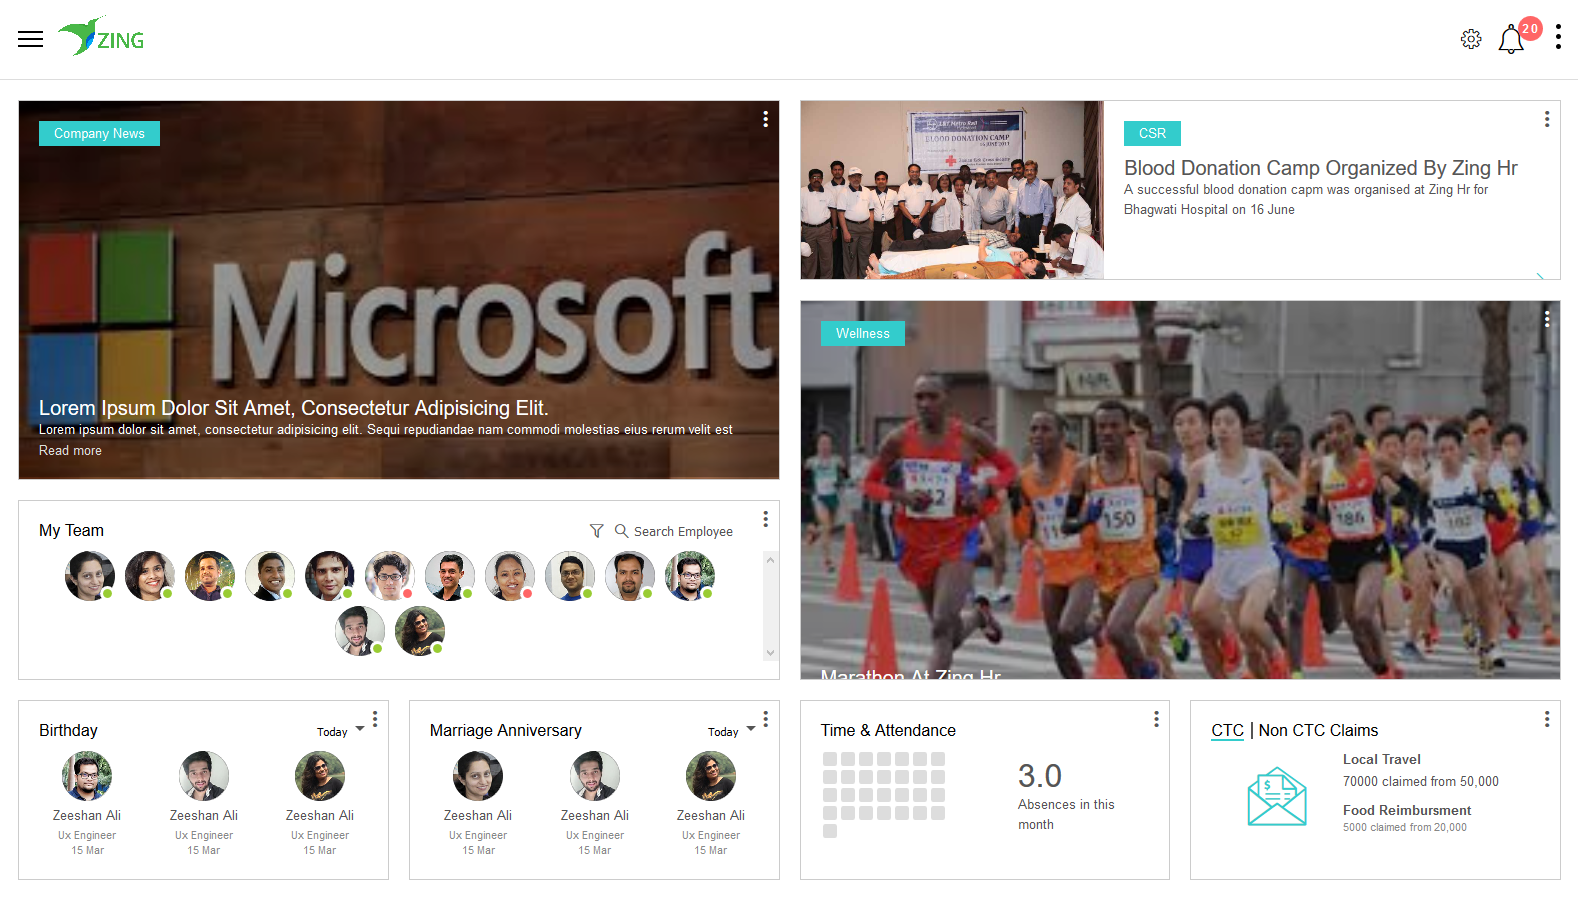 ZING
20
Company News
Microsoft
Lorem Ipsum Dolor Sit Amet, Consectetur Adipisicing Elit.
Lorem ipsum dolor sit amet, consectetur adipisicing elit. Sequi repudiandae nam commodi molestias eius rerum velit est
Read more
BLOOD DONATION CAMP
CSR
Blood Donation Camp Organized By Zing Hr
A successful blood donation capm was organised at Zing Hr for
Bhagwati Hospital on 16 June
Wellness
150
186
Marathon At Zing Hr
My Team
Search Employee
Birthday
Today
Zeeshan Ali
Ux Engineer
15 Mar
Zeeshan Ali
Ux Engineer
15 Mar
Zeeshan Ali
Ux Engineer
15 Mar
Marriage Anniversary
Today
Zeeshan Ali
Ux Engineer
15 Mar
Zeeshan Ali
Ux Engineer
15 Mar
Zeeshan Ali
Ux Engineer
15 Mar
Time & Attendance
3.0
Absences in this
month
CTC | Non CTC Claims
Local Travel
70000 claimed from 50,000
Food Reimbursment
5000 claimed from 20,000